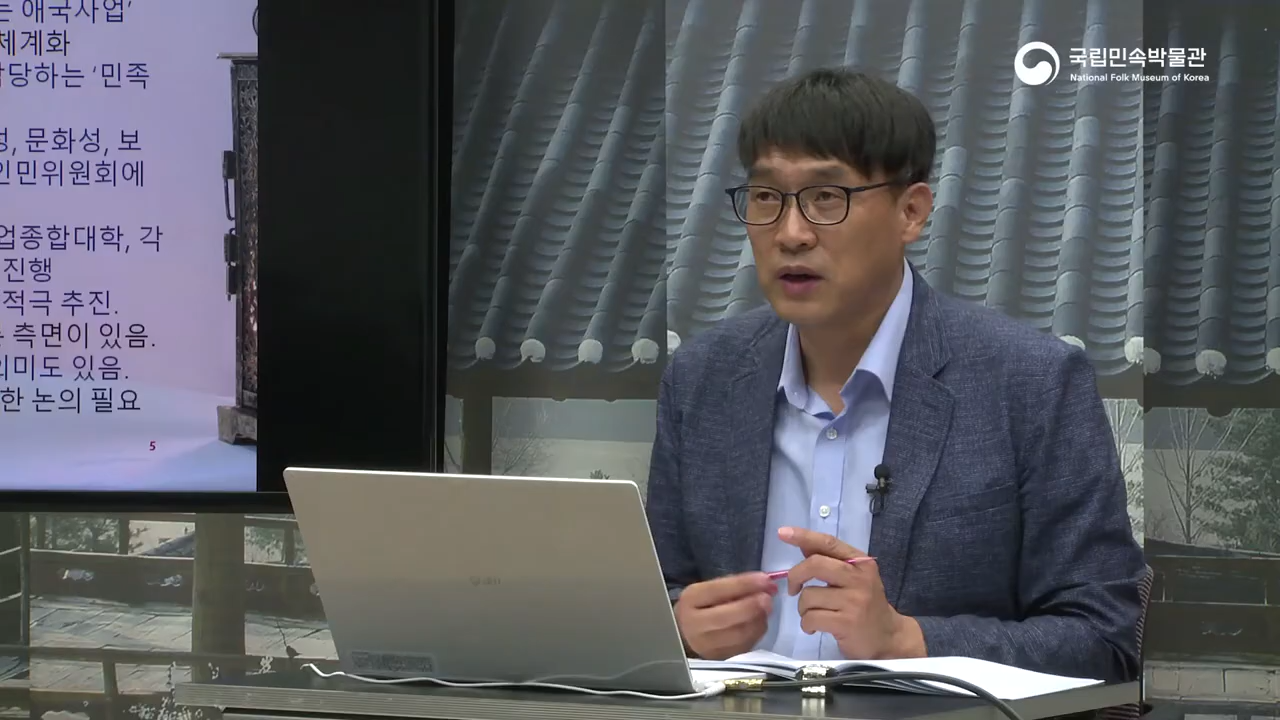 는 애국사업'
체계화
담당하는 '민족
성, 문화성, 보
인민위원회에
업종합대학, 각
진행
적극 추진.
측면이 있음.
의미도 있음.
한 논의 필요
5
국립민속박물관
National Folk Museum of Korea
gram